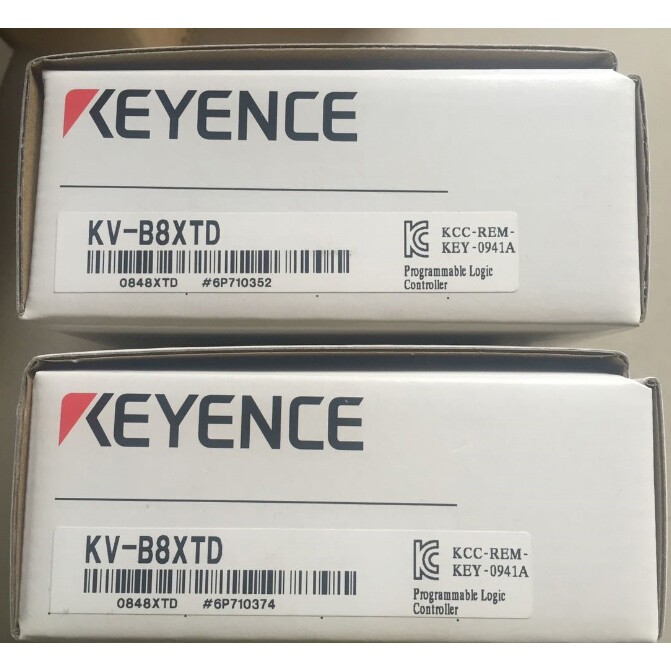 KEYENCE
KV-B8XTD
0848XTD #6P710352
KCC-REM-
KEY-0941A
Programmable Logic
Controller
KEYENCE
KV-B8XTD
0848XTD #6P710374
KCC-REM-
KEY-0941A
Programmable Logic
Controller